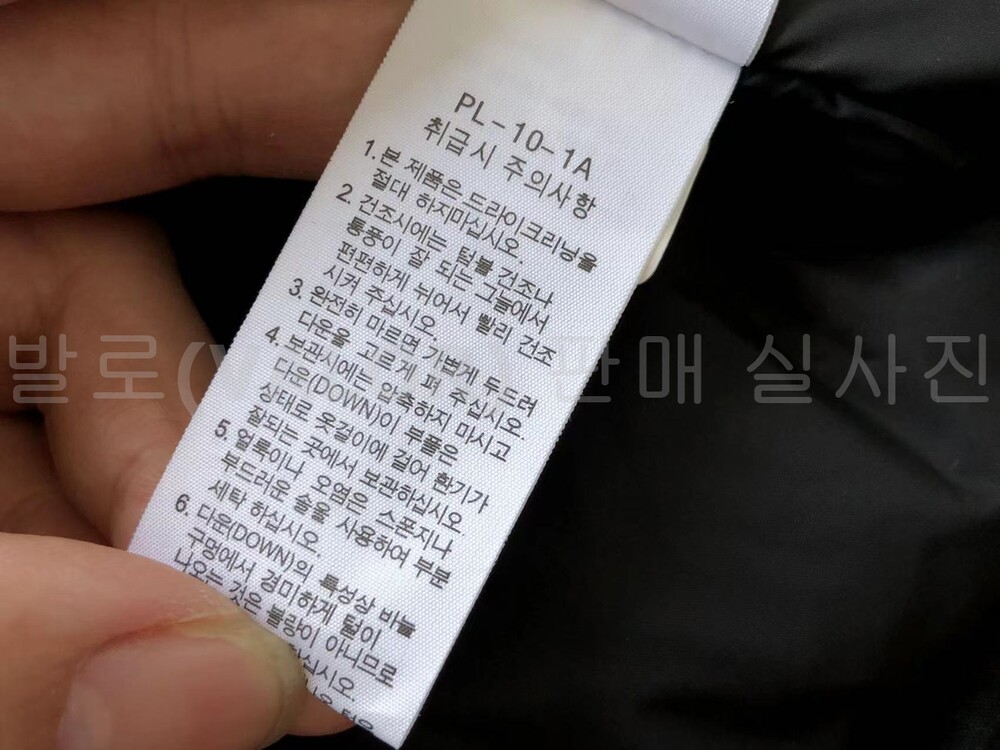 PL-10-1A
취급시 주의사항
1.본 제품은 드라이크리닝을
절대 하지마십시오.
2. 건조시에는 텀블 건조나
통풍이 잘 되는 그늘에서
편편하게 뉘어서 빨리 건조
시켜 주십시오.
3. 완전히 마르면 가볍게 두드려
다운을 고르게 펴 주십시오.
4. 보관시에는 압축하지 마시고
다운(DOWN)이 부풀은
상태로 옷걸이에 걸어 환기가
잘되는 곳에서 보관하십시오.
5. 얼룩이나 오염은 스폰지나
부드러운 솔을 사용하여 부분
세탁 하십시오.
6. 다운(DOWN)의 특성상 바늘
구멍에서 경미하게 털이
나오는 것은 불량이 아니므로
발로( 판매 실사진